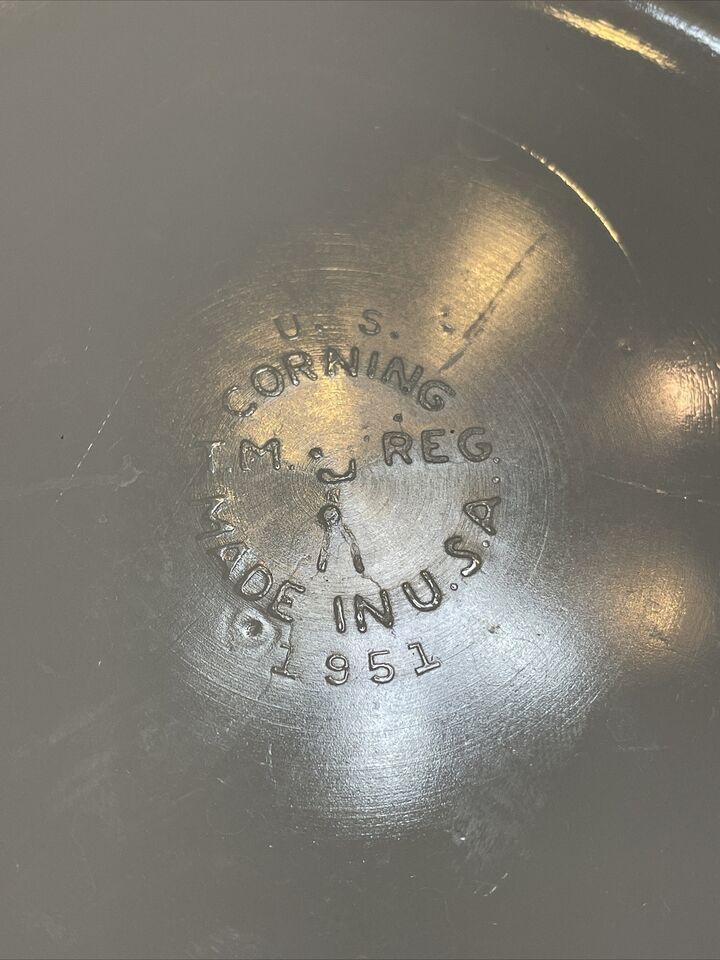 U. S.
CORNING
T.M. REG.
MADE IN U.S.A.
1951